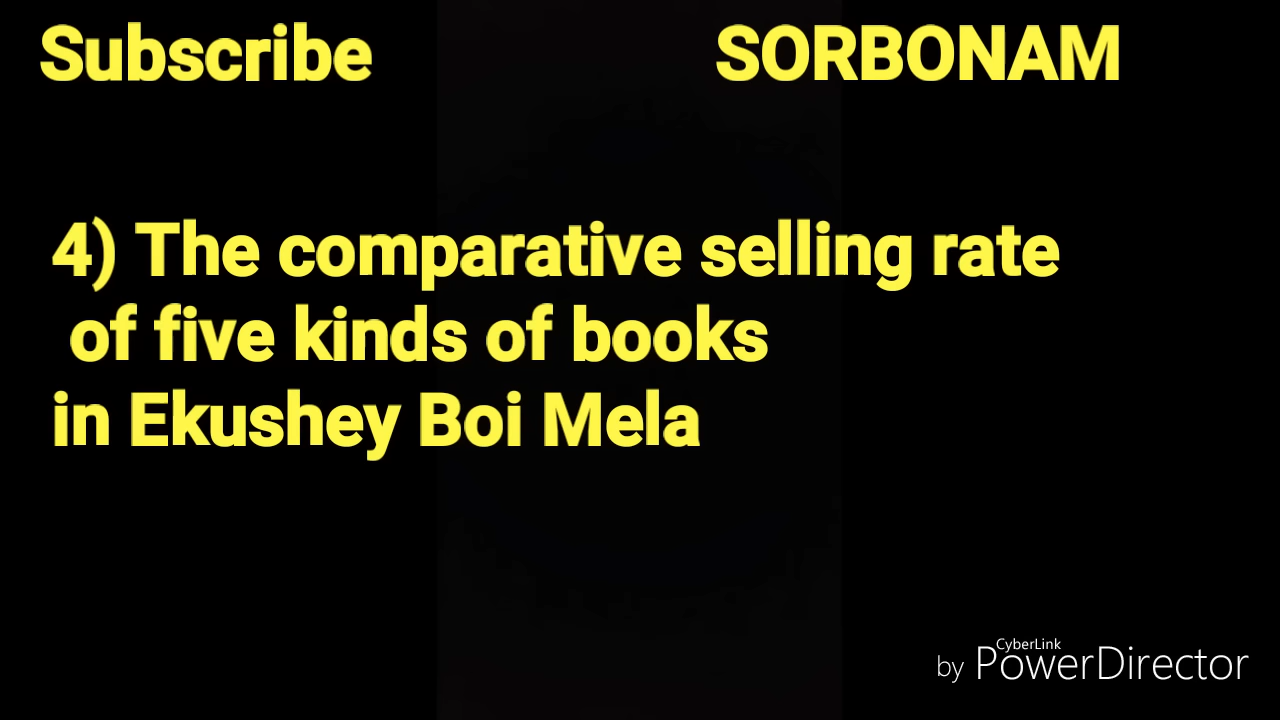 Subscribe SORBONAM
4) The comparative selling rate
of five kinds of books
in Ekushey Boi Mela
CyberLink
by PowerDirector